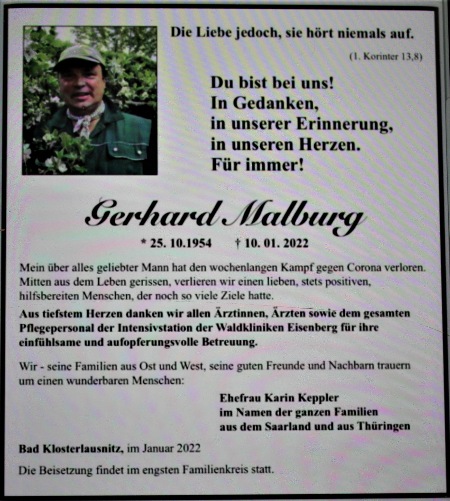 Die Liebe jedoch, sie hört niemals auf.
(1. Korinter 13,8)
Du bist bei uns!
In Gedanken,
in unserer Erinnerung,
in unseren Herzen.
Für immer!
Gerhard Malburg
* 25. 10.1954 † 10. 01. 2022
Mein über alles geliebter Mann hat den wochenlangen Kampf gegen Corona verloren.
Mitten aus dem Leben gerissen, verlieren wir einen lieben, stets positiven,
hilfsbereiten Menschen, der noch so viele Ziele hatte.
Aus tiefstem Herzen danken wir allen Ärztinnen, Ärzten sowie dem gesamten
Pflegepersonal der Intensivstation der Waldkliniken Eisenberg für ihre
einfühlsame und aufopferungsvolle Betreuung.
Wir - seine Familien aus Ost und West, seine guten Freunde und Nachbarn trauern
um einen wunderbaren Menschen:
Ehefrau Karin Keppler
im Namen der ganzen Familien
aus dem Saarland und aus Thüringen
Bad Klosterlausnitz, im Januar 2022
Die Beisetzung findet im engsten Familienkreis statt.